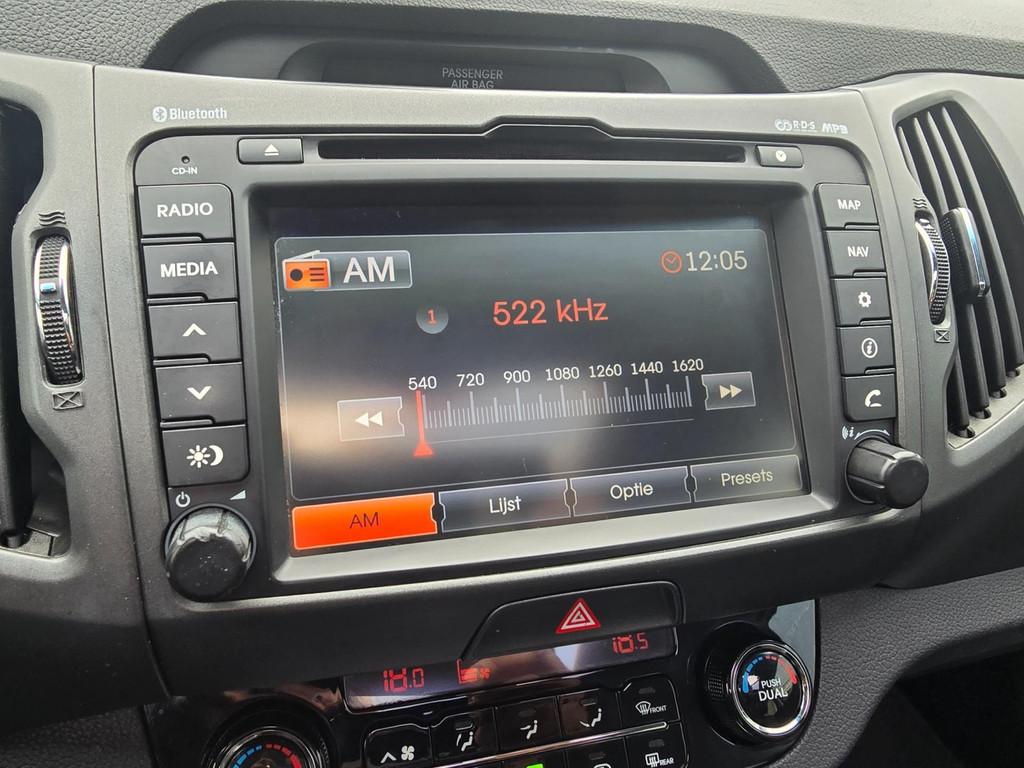 PASSENGER
AIR BAG
Bluetooth
R·D·S MP3
CD-IN
RADIO
MEDIA
MAP
NAV
AM
12:05
1
522 kHz
540 720 900 1080 1260 1440 1620
AM Lijst Optie Presets
18.0
18.5
PUSH
DUAL
FRONT
REAR